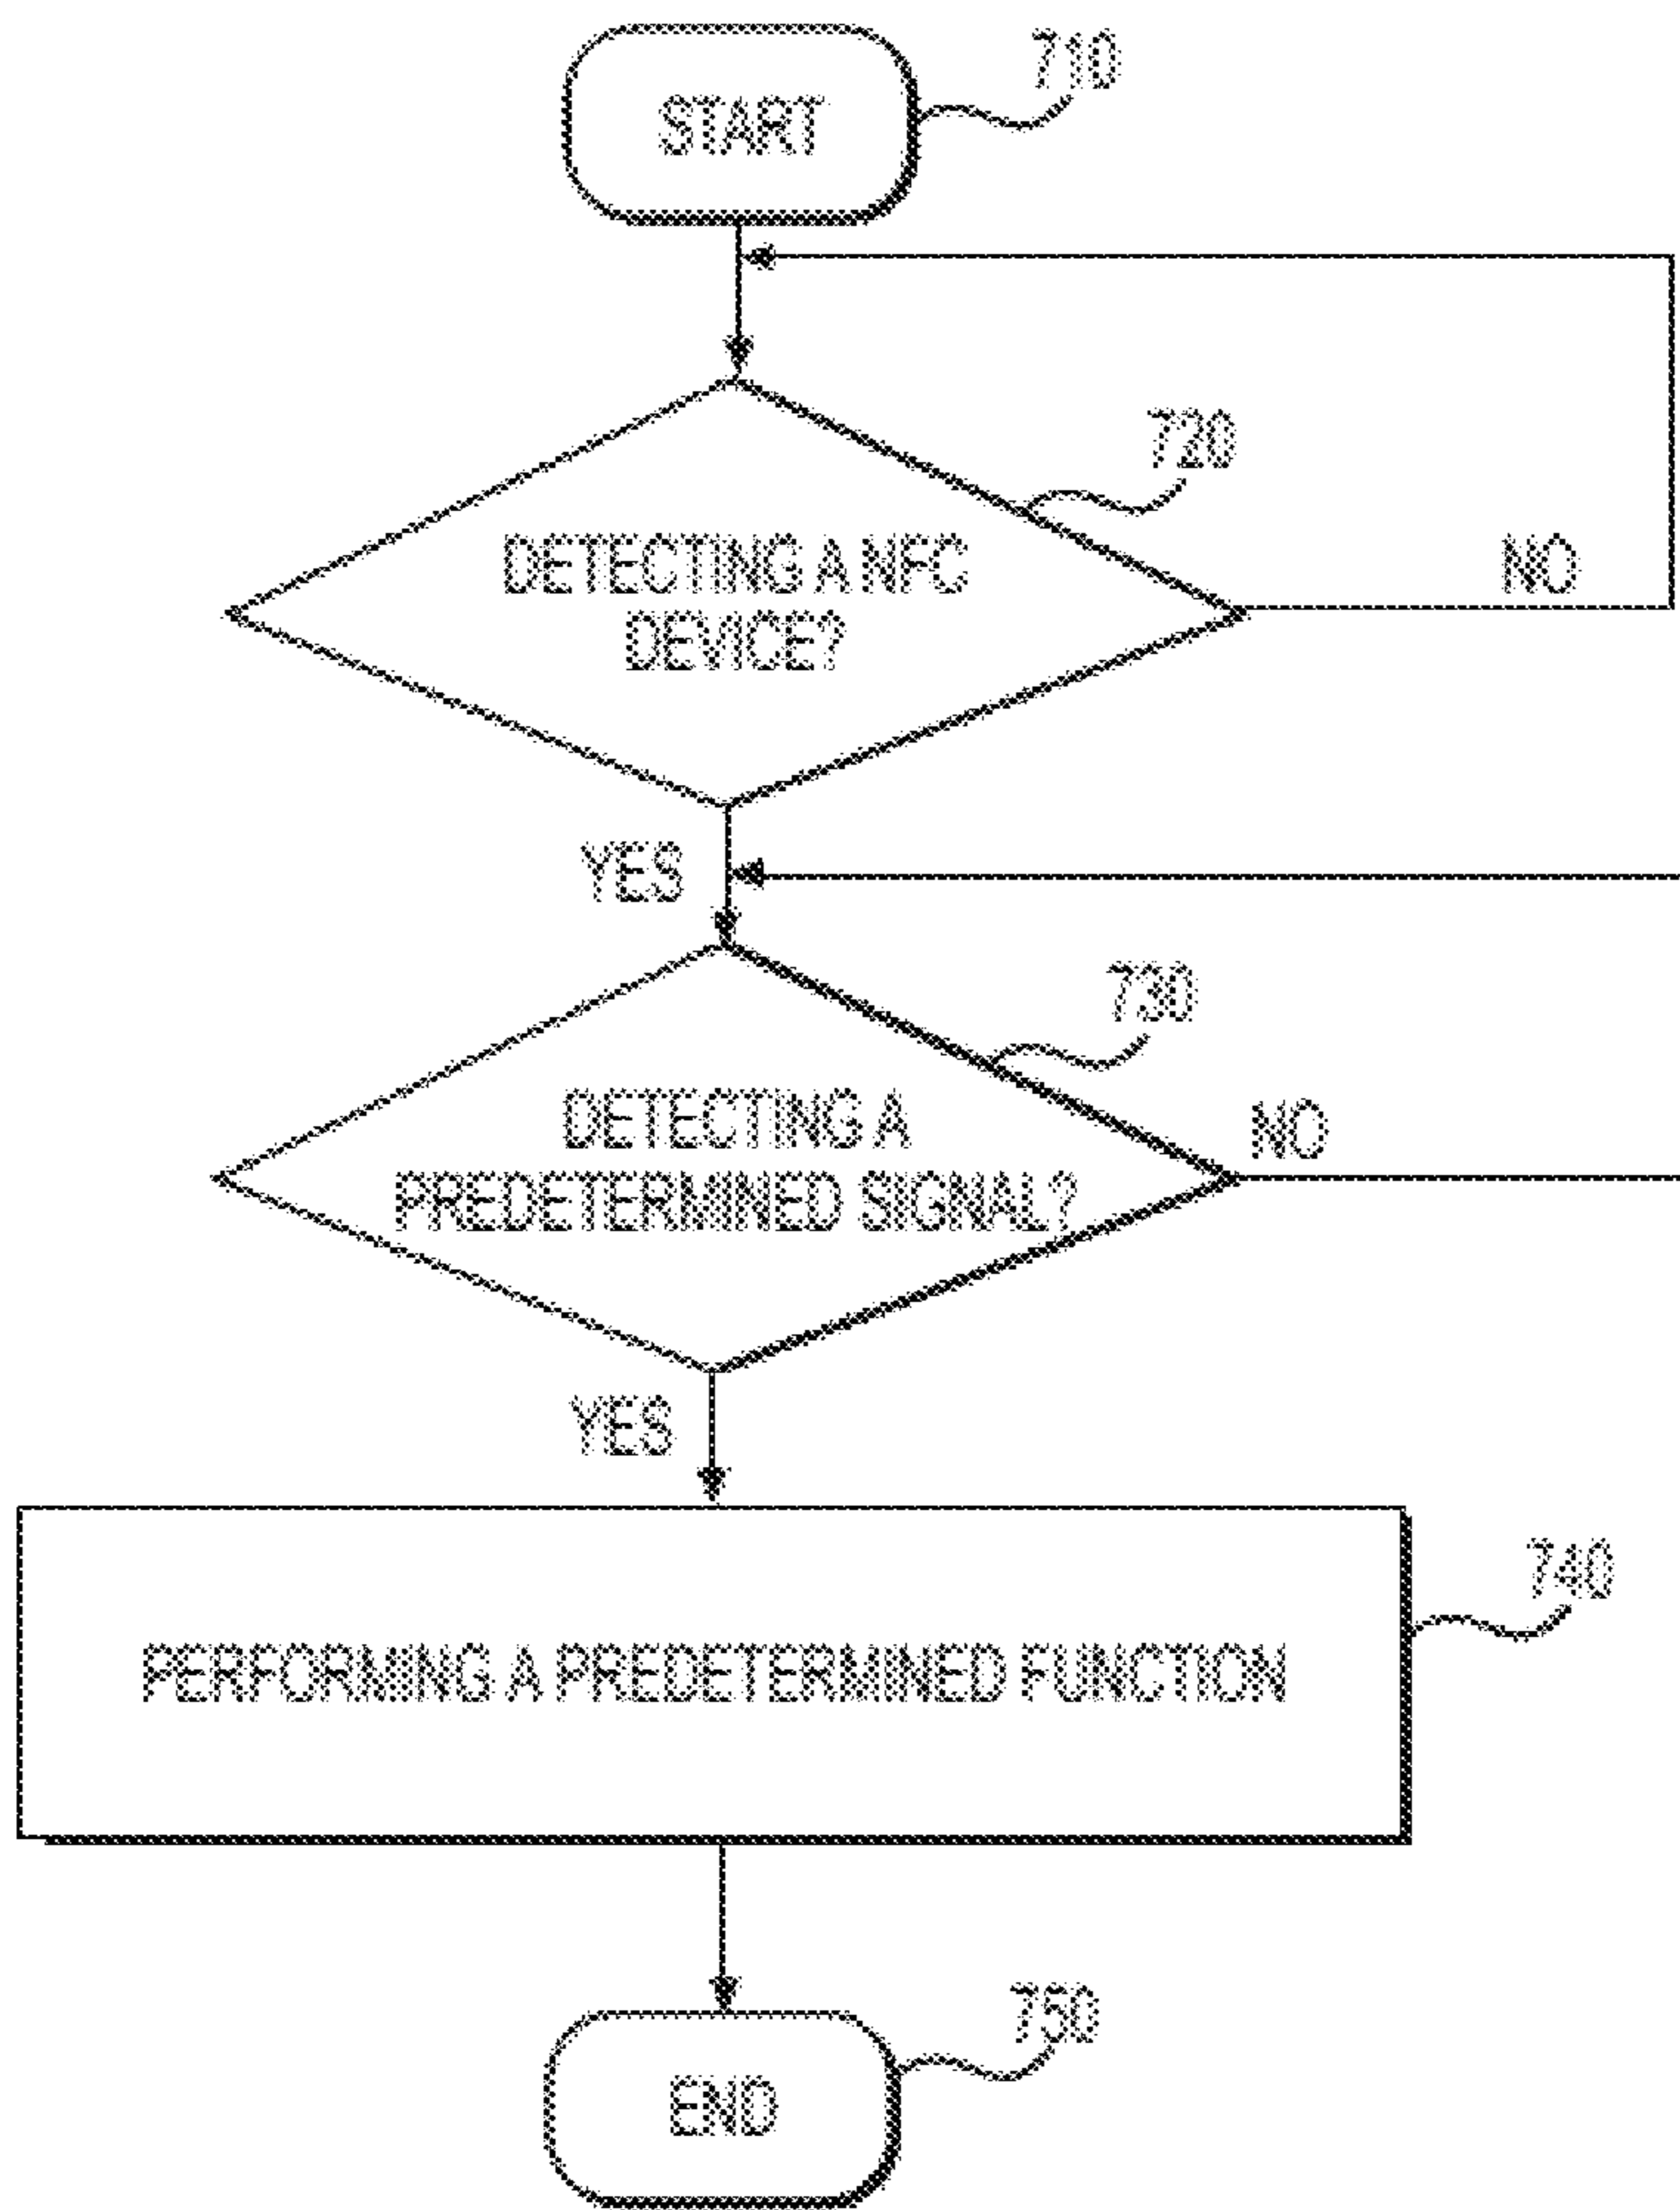 710
START
720
DETECTING A NFC
DEVICE?
NO
YES
730
DETECTING A
PREDETERMINED SIGNAL?
NO
YES
740
PERFORMING A PREDETERMINED FUNCTION
750
END